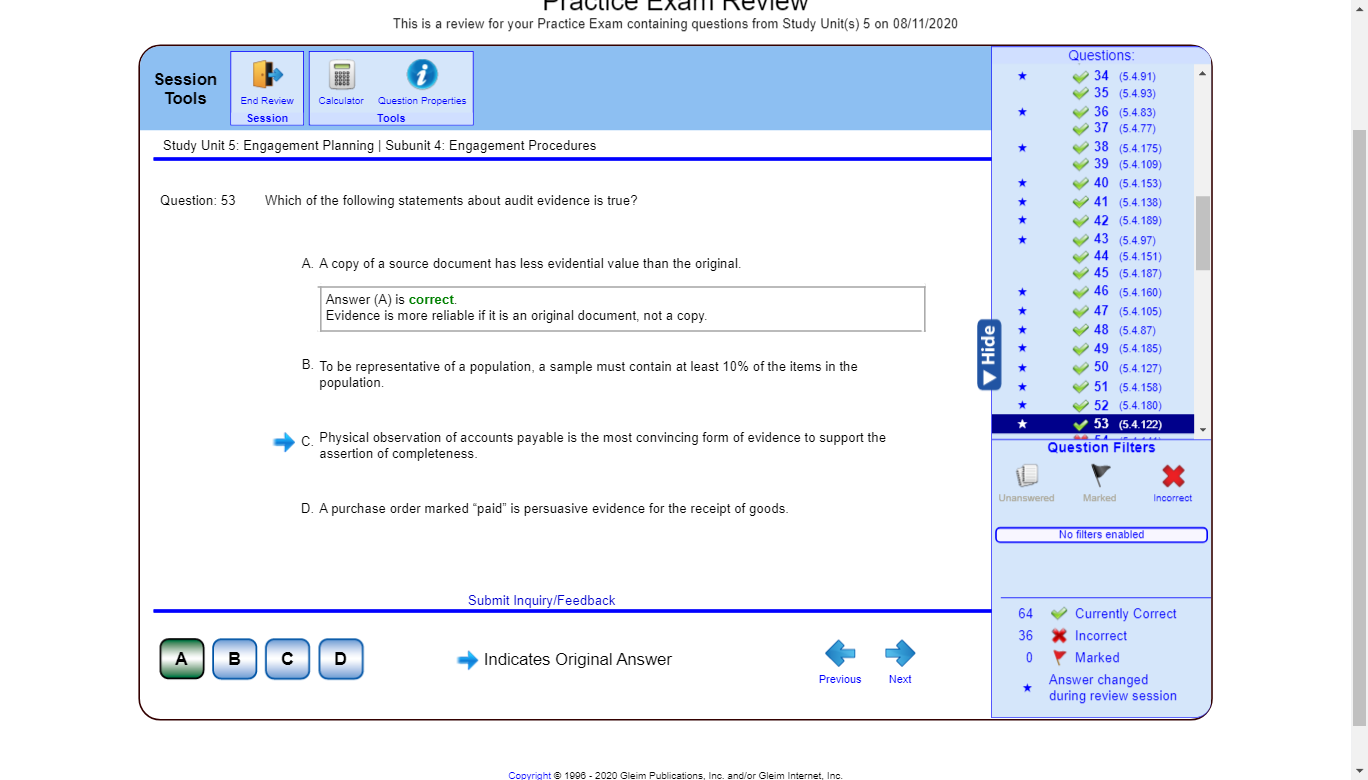 Practice Exam Review
This is a review for your Practice Exam containing questions from Study Unit(s) 5 on 08/11/2020
Session
Tools
End Review
Session
Calculator
Question Properties
Tools
Study Unit 5: Engagement Planning | Subunit 4: Engagement Procedures
Question: 53 Which of the following statements about audit evidence is true?
A. A copy of a source document has less evidential value than the original.
Answer (A) is correct.
Evidence is more reliable if it is an original document, not a copy.
B. To be representative of a population, a sample must contain at least 10% of the items in the
population.
C. Physical observation of accounts payable is the most convincing form of evidence to support the
assertion of completeness.
D. A purchase order marked “paid” is persuasive evidence for the receipt of goods.
Submit Inquiry/Feedback
A B C D
Indicates Original Answer
Previous
Next
Hide
Questions:
34 (5.4.91)
35 (5.4.93)
36 (5.4.83)
37 (5.4.77)
38 (5.4.175)
39 (5.4.109)
40 (5.4.153)
41 (5.4.138)
42 (5.4.189)
43 (5.4.97)
44 (5.4.151)
45 (5.4.187)
46 (5.4.160)
47 (5.4.105)
48 (5.4.87)
49 (5.4.185)
50 (5.4.127)
51 (5.4.158)
52 (5.4.180)
53 (5.4.122)
Question Filters
Unanswered
Marked
Incorrect
No filters enabled
64 Currently Correct
36 Incorrect
0 Marked
Answer changed
during review session
Copyright © 1996 - 2020 Gleim Publications, Inc. and/or Gleim Internet, Inc.